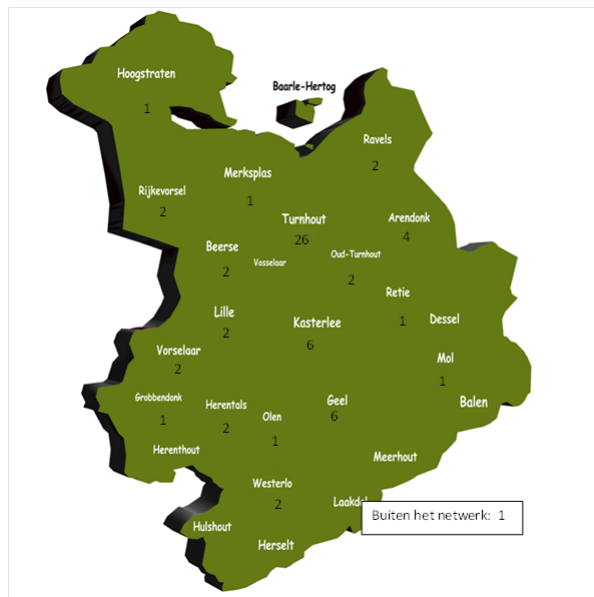 Hoogstraten
1
Baarle-Hertog
Ravels
2
Merksplas
1
Rijkevorsel
2
Turnhout
26
Arendonk
4
Beerse
2
Vosselaar
Oud-Turnhout
2
Retie
1
Dessel
Lille
2
Kasterlee
6
Vorselaar
2
Mol
1
Grobbendonk
1
Herentals
2
Olen
1
Geel
6
Balen
Herenthout
Meerhout
Westerlo
2
Laakdal
Buiten het netwerk: 1
Hulshout
Herselt